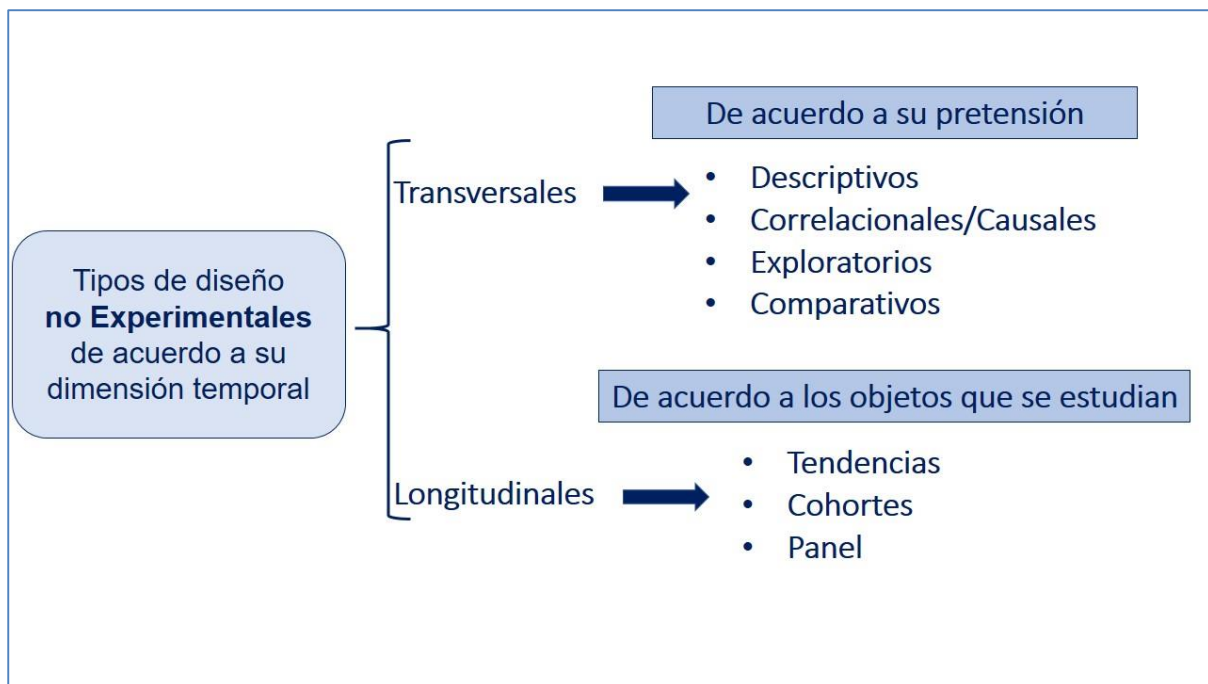 Tipos de diseño
no Experimentales
de acuerdo a su
dimensión temporal
Transversales
De acuerdo a su pretensión
• Descriptivos
• Correlacionales/Causales
• Exploratorios
• Comparativos
Longitudinales
De acuerdo a los objetos que se estudian
• Tendencias
• Cohortes
• Panel